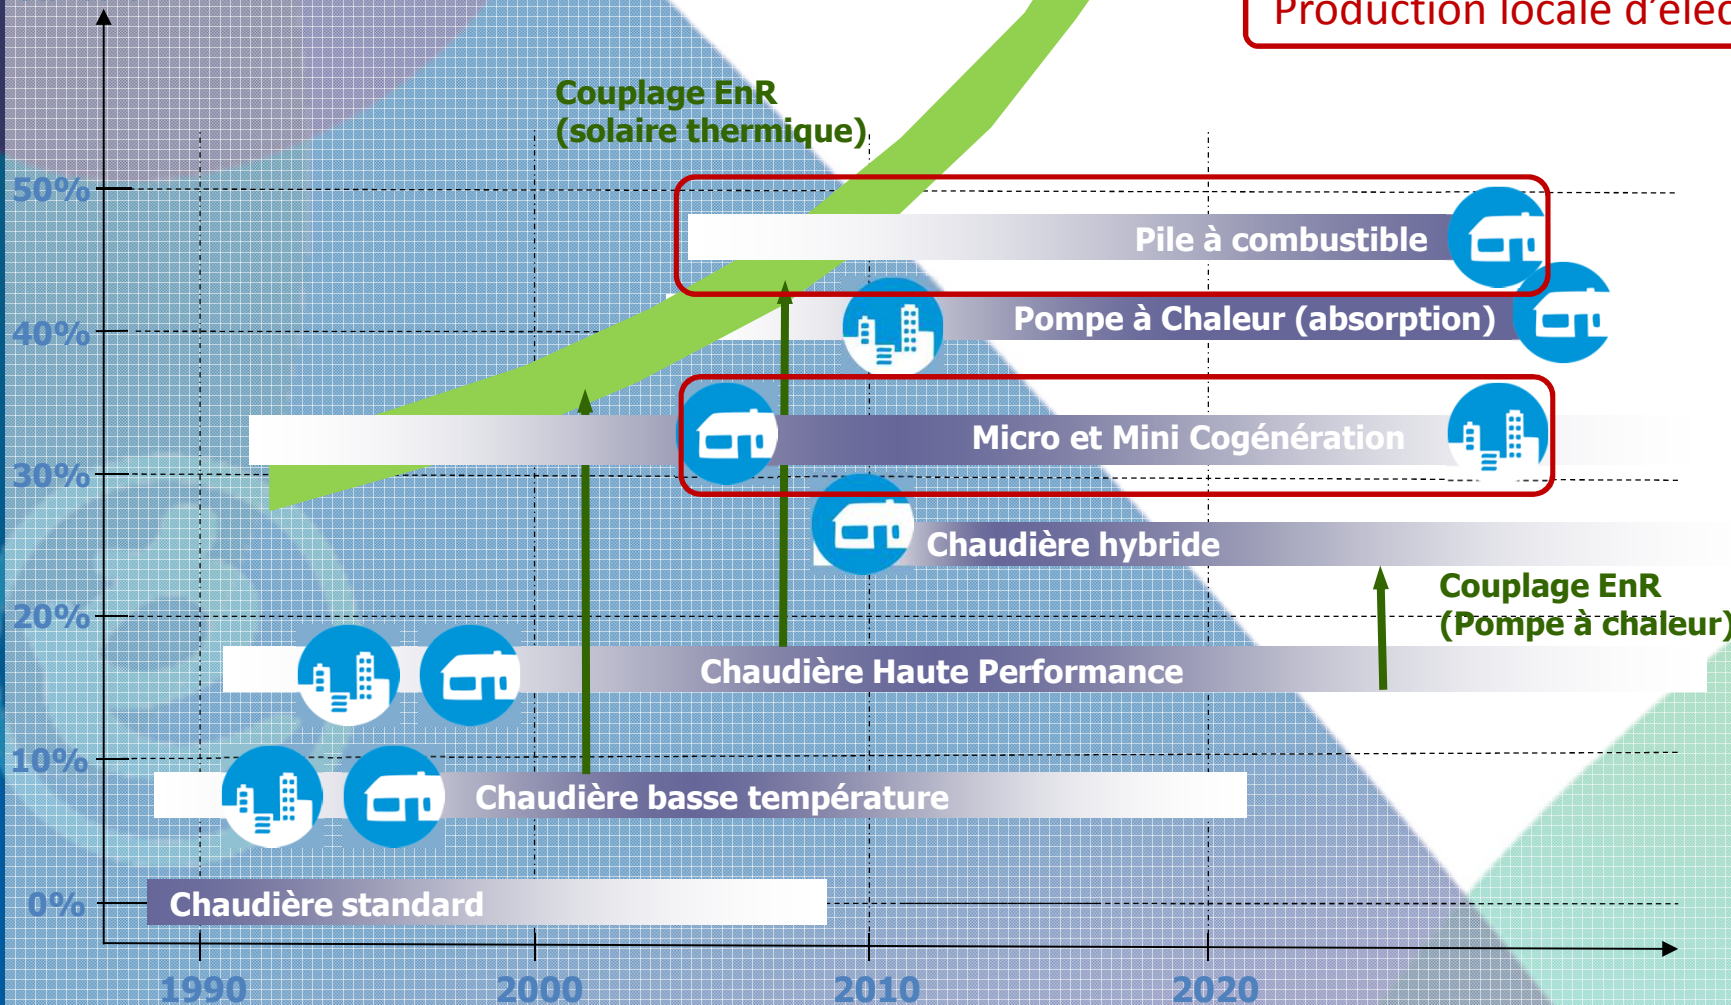 Production locale d'élec
Couplage EnR
(solaire thermique)
50%
Pile à combustible
40%
Pompe à Chaleur (absorption)
Micro et Mini Cogénération
30%
Chaudière hybride
Couplage EnR
(Pompe à chaleur)
20%
Chaudière Haute Performance
10%
Chaudière basse température
0%
Chaudière standard
1990
2000
2010
2020